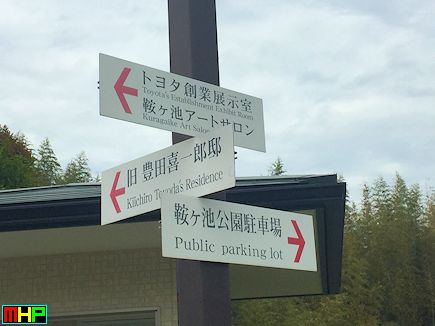 トヨタ創業展示室
Toyota's Establishment Exhibit Room
鞍ヶ池アートサロン
Kuragaike Art Salon
旧 豊田喜一郎邸
Kiichiro Toyoda's Residence
鞍ヶ池公園駐車場
Public parking lot
MHP